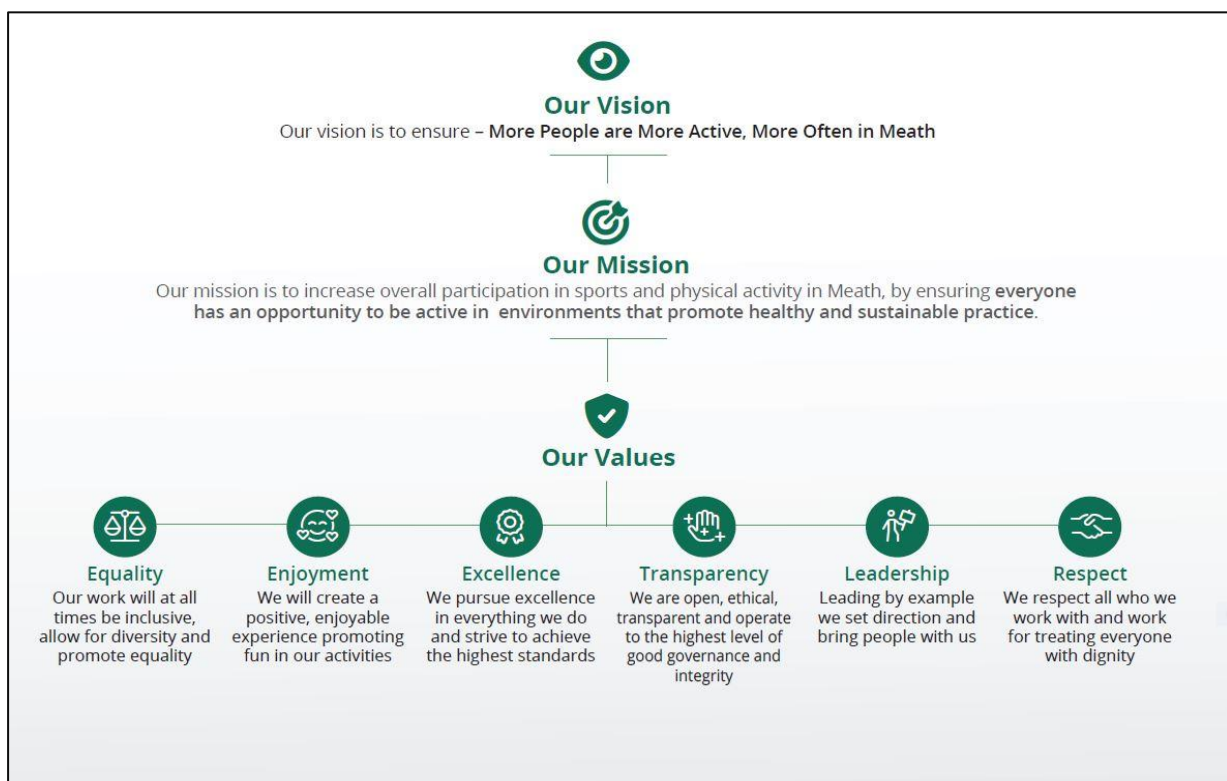 Our Vision
Our vision is to ensure – More People are More Active, More Often in Meath
Our Mission
Our mission is to increase overall participation in sports and physical activity in Meath, by ensuring everyone
has an opportunity to be active in environments that promote healthy and sustainable practice.
Our Values
Equality
Our work will at all
times be inclusive,
allow for diversity and
promote equality
Enjoyment
We will create a
positive, enjoyable
experience promoting
fun in our activities
Excellence
We pursue excellence
in everything we do
and strive to achieve
the highest standards
Transparency
We are open, ethical,
transparent and operate
to the highest level of
good governance and
integrity
Leadership
Leading by example
we set direction and
bring people with us
Respect
We respect all who we
work with and work
for treating everyone
with dignity